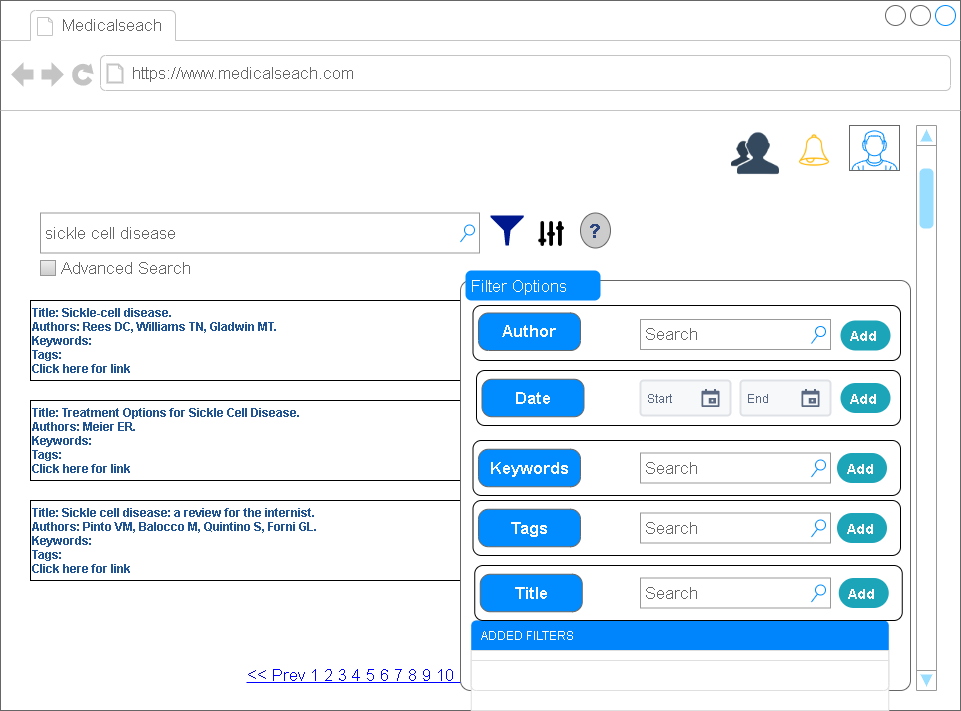 Medicalseach
https://www.medicalseach.com
sickle cell disease
?
Advanced Search
Title: Sickle-cell disease.
Authors: Rees DC, Williams TN, Gladwin MT.
Keywords:
Tags:
Click here for link
Title: Treatment Options for Sickle Cell Disease.
Authors: Meier ER.
Keywords:
Tags:
Click here for link
Title: Sickle cell disease: a review for the internist.
Authors: Pinto VM, Balocco M, Quintino S, Forni GL.
Keywords:
Tags:
Click here for link
<< Prev 1 2 3 4 5 6 7 8 9 10
Filter Options
Author Search Add
Date Start End Add
Keywords Search Add
Tags Search Add
Title Search Add
ADDED FILTERS